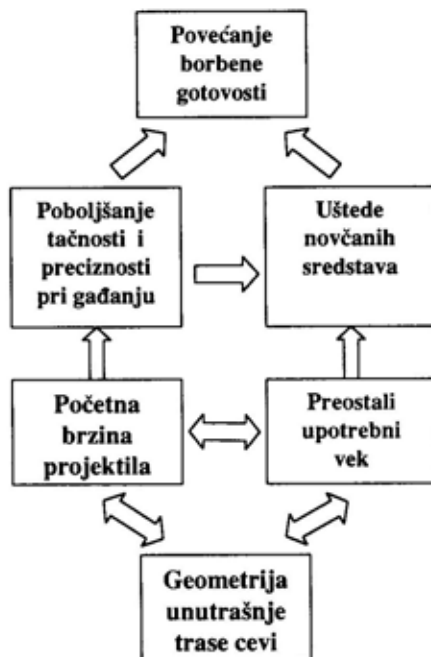 Povećanje
borbene
gotovosti
Poboljšanje
tačnosti i
preciznosti
pri gađanju
Uštede
novčanih
sredstava
Početna
brzina
projektila
Preostali
upotrebni
vek
Geometrija
unutrašnje
trase cevi